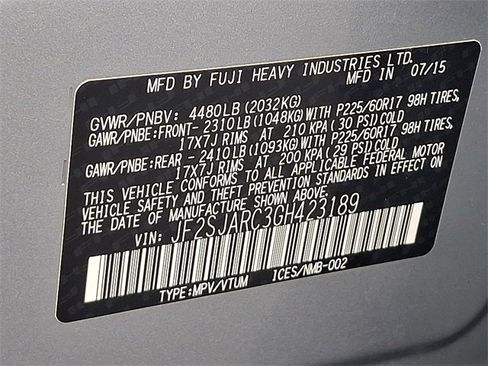 MFD BY FUJI HEAVY INDUSTRIES LTD.
MFD IN 07/15
GVWR/PNBV: 4480LB (2032KG)
GAWR/PNBE:FRONT- 2310LB (1048KG)WITH P225/60R17 98H TIRES,
17x7J RIMS AT 210 KPA( 30 PSI)COLD
GAWR/PNBE:REAR - 2410LB (1093KG)WITH P225/60R17 98H TIRES,
17x7J RIMS AT 200 KPA(29 PSI)COLD
THIS VEHICLE CONFORMS TO ALL APPLICABLE FEDERAL MOTOR
VEHICLE SAFETY AND THEFT PREVENTION STANDARDS IN EFFECT
ON THE DATE OF MANUFACTURE SHOWN ABOVE.
VIN: JF2SJARC3GH423189
TYPE:MPV/VTUM ICES/NMB-002